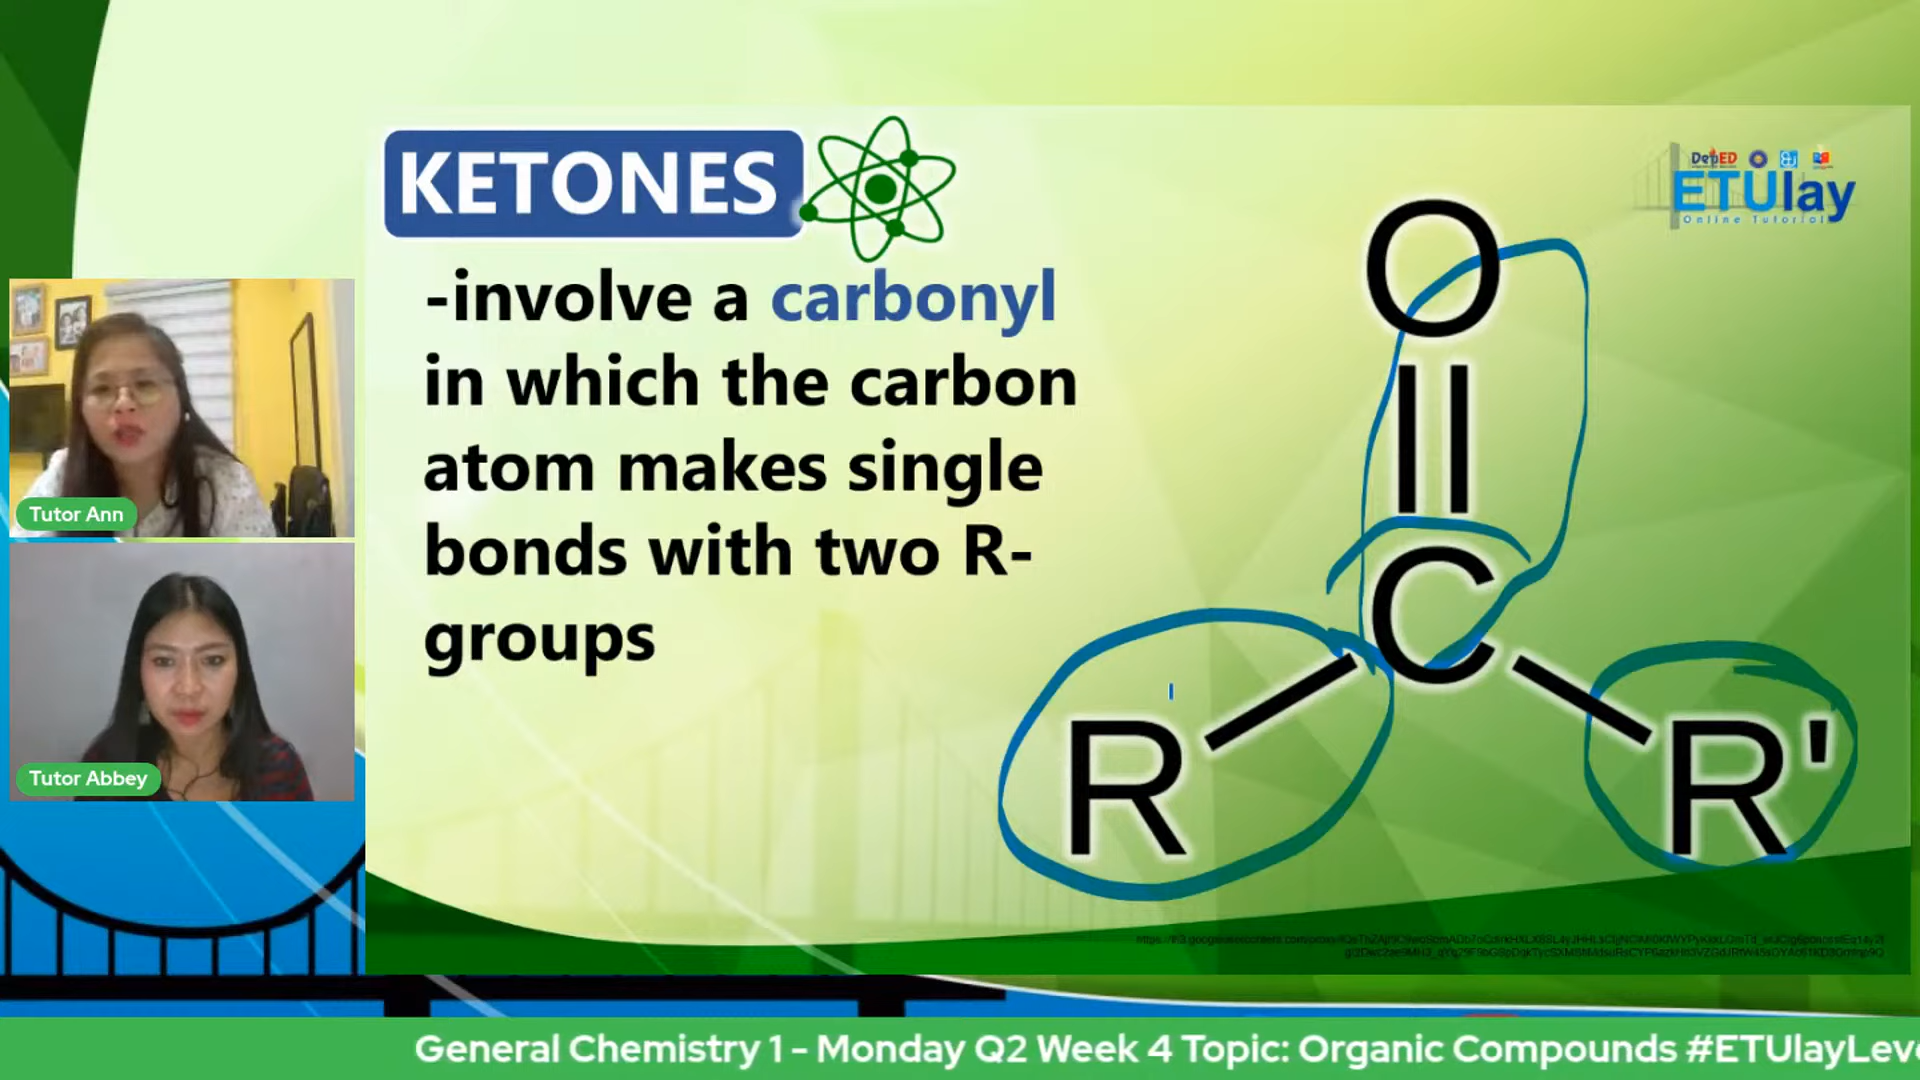 KETONES
-involve a carbonyl
in which the carbon
atom makes single
bonds with two R-
groups
DepED
ETUlay
Online Tutorial
O
C
R
R'
Tutor Ann
Tutor Abbey
General Chemistry 1 - Monday Q2 Week 4 Topic: Organic Compounds #ETUlayLeve